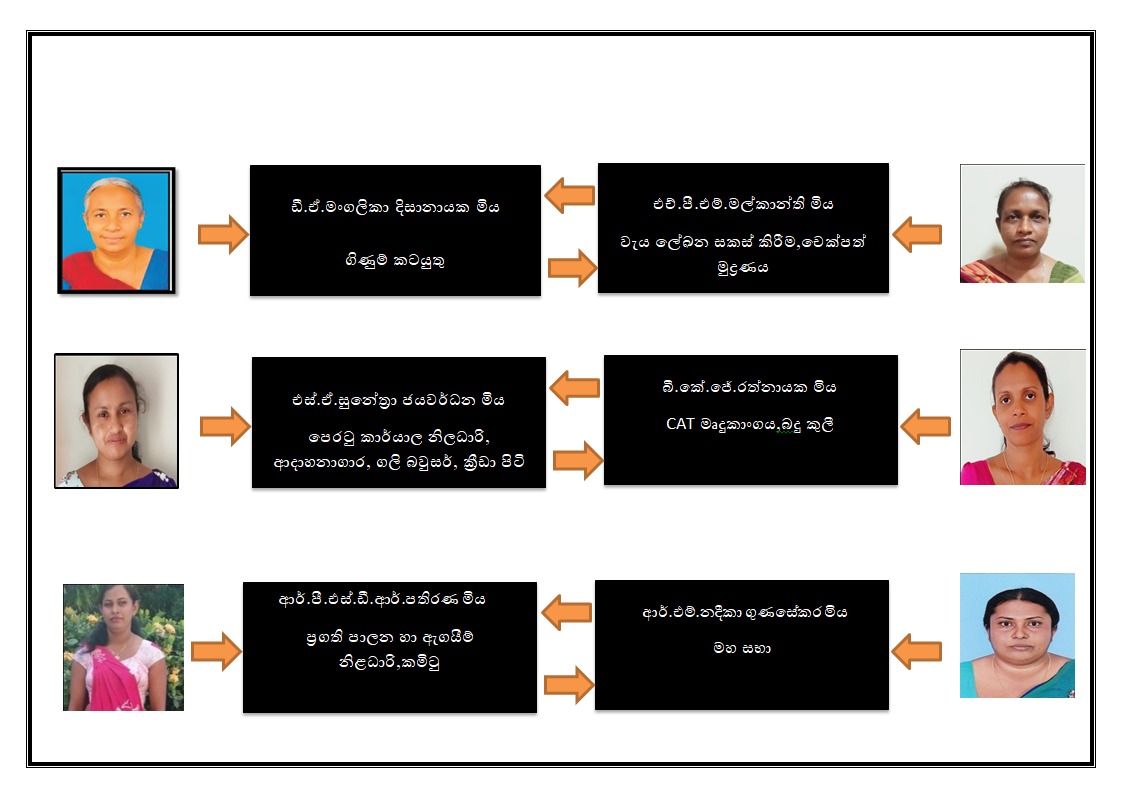 ඩී.ඒ.මංගලිකා දිසානායක මිය
ගිණුම් කටයුතු
එච්.පී.එම්.මල්කාන්ති මිය
වැය ලේඛන සකස් කිරීම,චෙක්පත්
මුද්‍රණය
එස්.ඒ.සුනේත්‍රා ජයවර්ධන මිය
පෙරටු කාර්යාල නිලධාරි,
ආදාහනාගාර, ගලි බවුසර්, ක්‍රීඩා පිටි
බී.කේ.ජේ.රත්නායක මිය
CAT මෘදුකාංගය,බදු කුලී
ආර්.පී.එස්.ඩී.ආර්.පතිරණ මිය
ප්‍රගති පාලන හා ඇගයීම්
නිළධාරි,කමිටු
ආර්.එම්.නදීකා ගුණසේකර මිය
මහ සභා